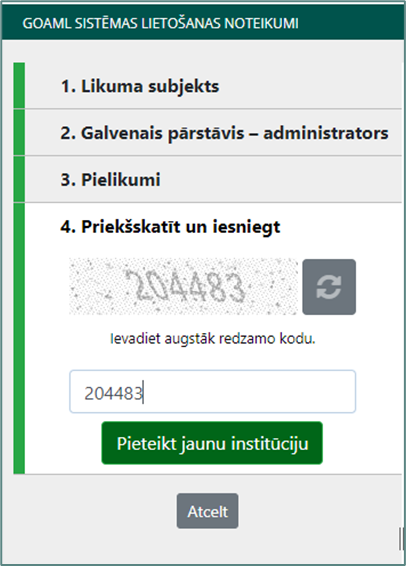 GOAML SISTĒMAS LIETOŠANAS NOTEIKUMI
1. Likuma subjekts
2. Galvenais pārstāvis – administrators
3. Pielikumi
4. Priekšskatīt un iesniegt
204483
Ievadiet augstāk redzamo kodu.
204483
Pieteikt jaunu institūciju
Atcelt